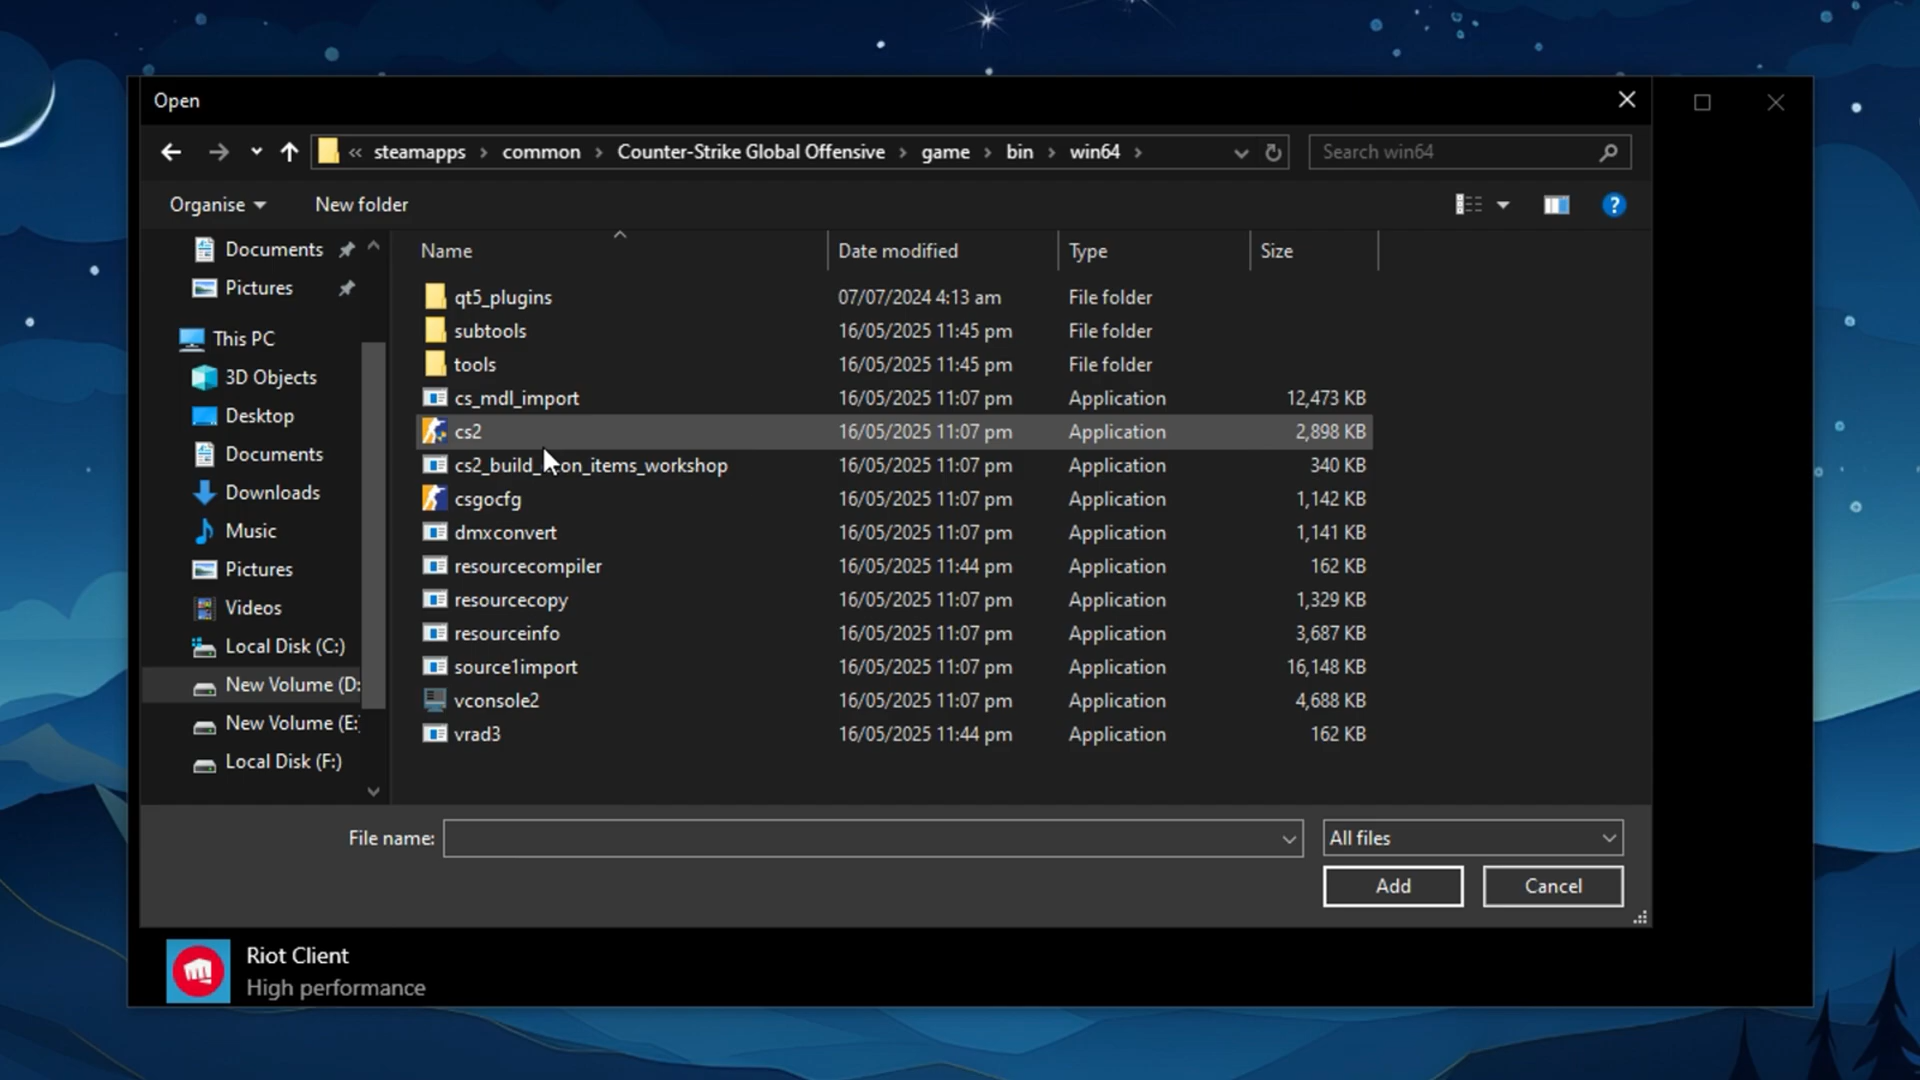 Open
« steamapps › common › Counter-Strike Global Offensive › game › bin › win64 ›
Search win64
Organise
New folder
Documents
Pictures
This PC
3D Objects
Desktop
Documents
Downloads
Music
Pictures
Videos
Local Disk (C:)
New Volume (D:
New Volume (E:
Local Disk (F:)
Name Date modified Type Size
qt5_plugins 07/07/2024 4:13 am File folder
subtools 16/05/2025 11:45 pm File folder
tools 16/05/2025 11:45 pm File folder
cs_mdl_import 16/05/2025 11:07 pm Application 12,473 KB
cs2 16/05/2025 11:07 pm Application 2,898 KB
16/05/2025 11:07 pm Application 340 KB
csgocfg 16/05/2025 11:07 pm Application 1,142 KB
dmxconvert 16/05/2025 11:07 pm Application 1,141 KB
resourcecompiler 16/05/2025 11:44 pm Application 162 KB
resourcecopy 16/05/2025 11:07 pm Application 1,329 KB
resourceinfo 16/05/2025 11:07 pm Application 3,687 KB
source1import 16/05/2025 11:07 pm Application 16,148 KB
vconsole2 16/05/2025 11:07 pm Application 4,688 KB
vrad3 16/05/2025 11:44 pm Application 162 KB
File name:
All files
Add
Cancel
Riot Client
High performance